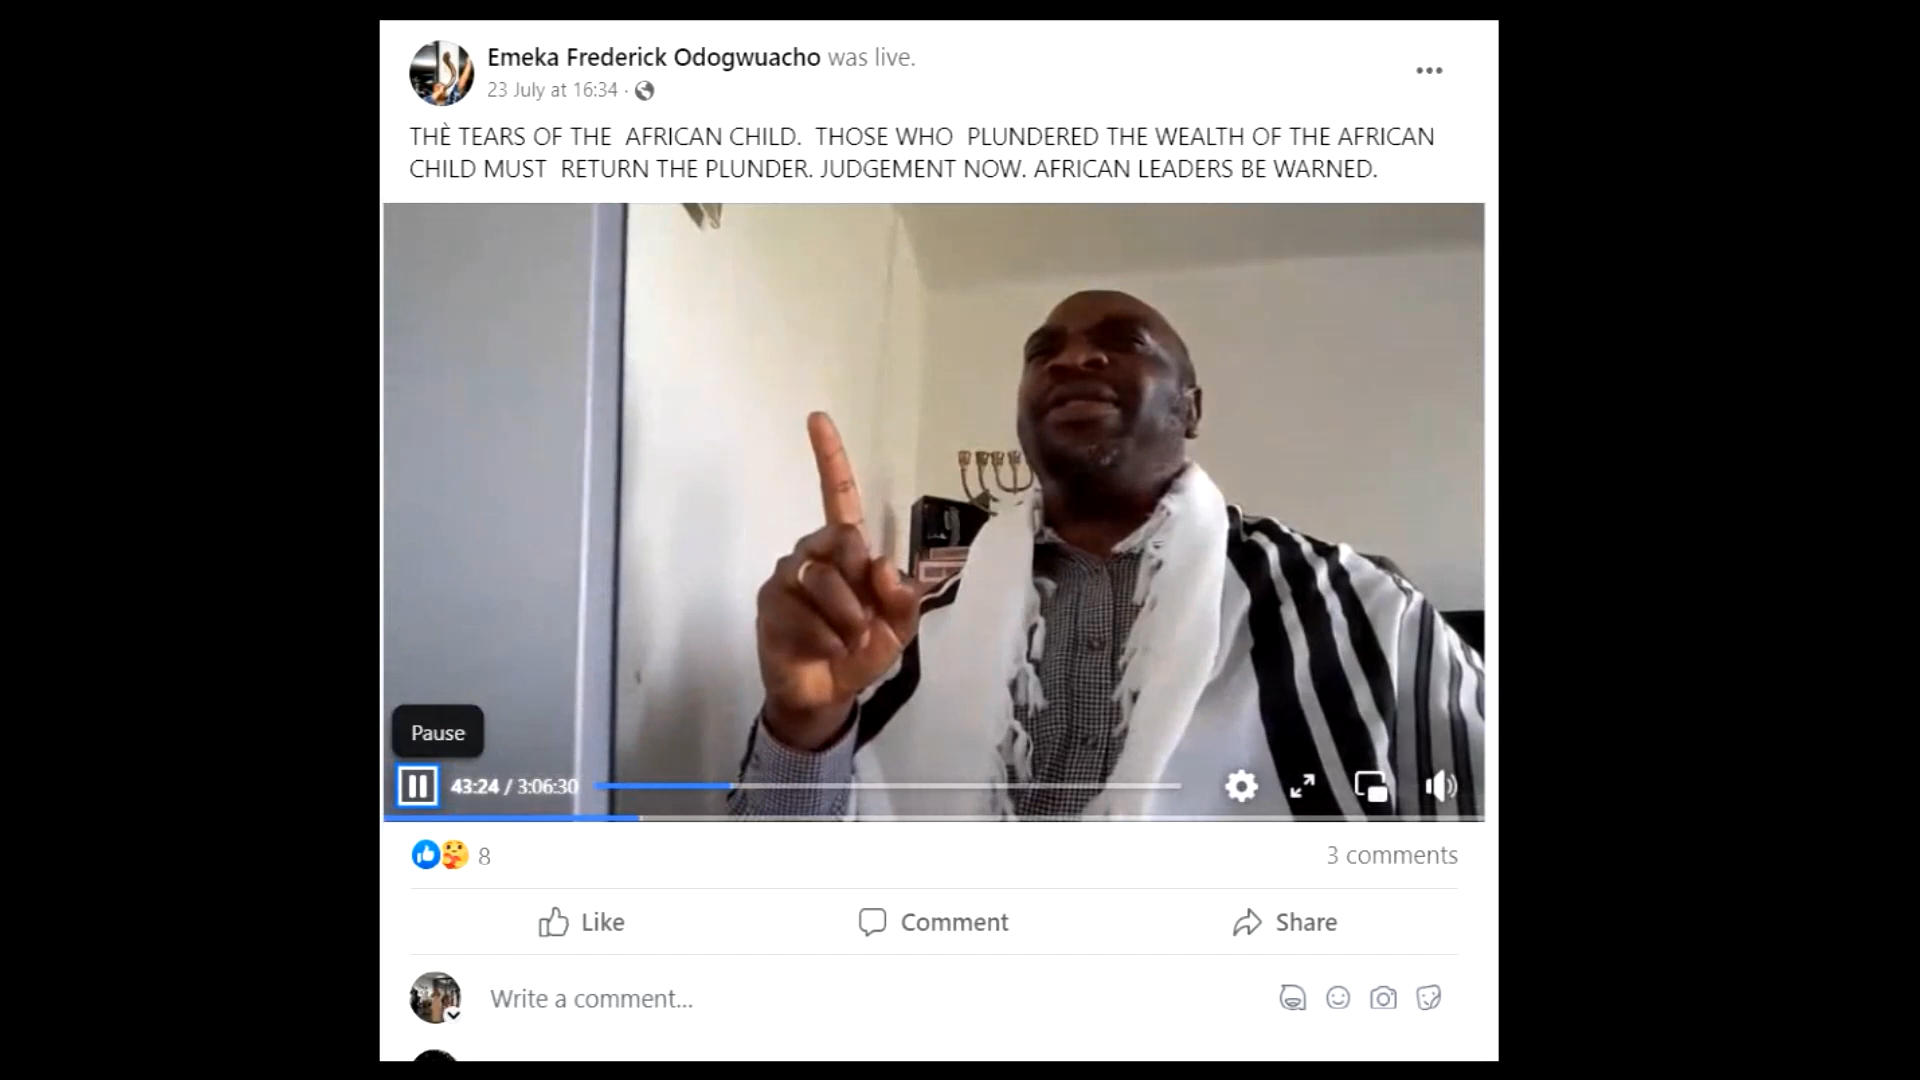 Emeka Frederick Odogwuacho was live.
23 July at 16:34 ·
THÈ TEARS OF THE AFRICAN CHILD. THOSE WHO PLUNDERED THE WEALTH OF THE AFRICAN
CHILD MUST RETURN THE PLUNDER. JUDGEMENT NOW. AFRICAN LEADERS BE WARNED.
Pause
43:24 / 3:06:30
8
3 comments
Like
Comment
Share
Write a comment...